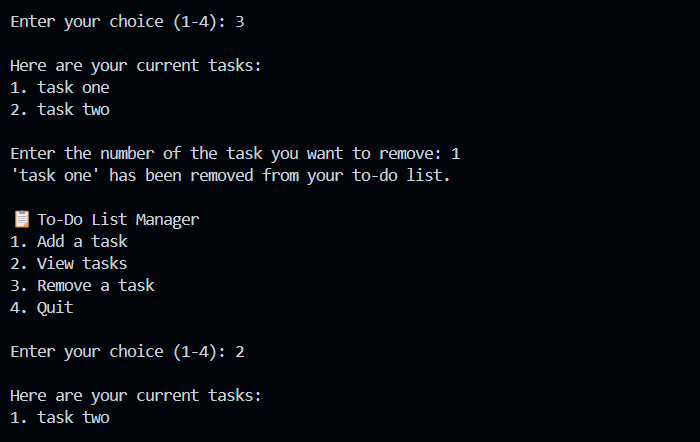 Enter your choice (1-4): 3
Here are your current tasks:
1. task one
2. task two
Enter the number of the task you want to remove: 1
'task one' has been removed from your to-do list.
📋 To-Do List Manager
1. Add a task
2. View tasks
3. Remove a task
4. Quit
Enter your choice (1-4): 2
Here are your current tasks:
1. task two